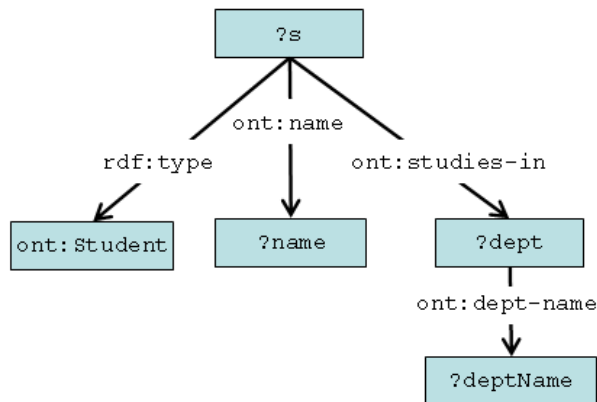 ?s
ont:name
rdf:type
ont:studies-in
ont:Student
?name
?dept
ont:dept-name
?deptName